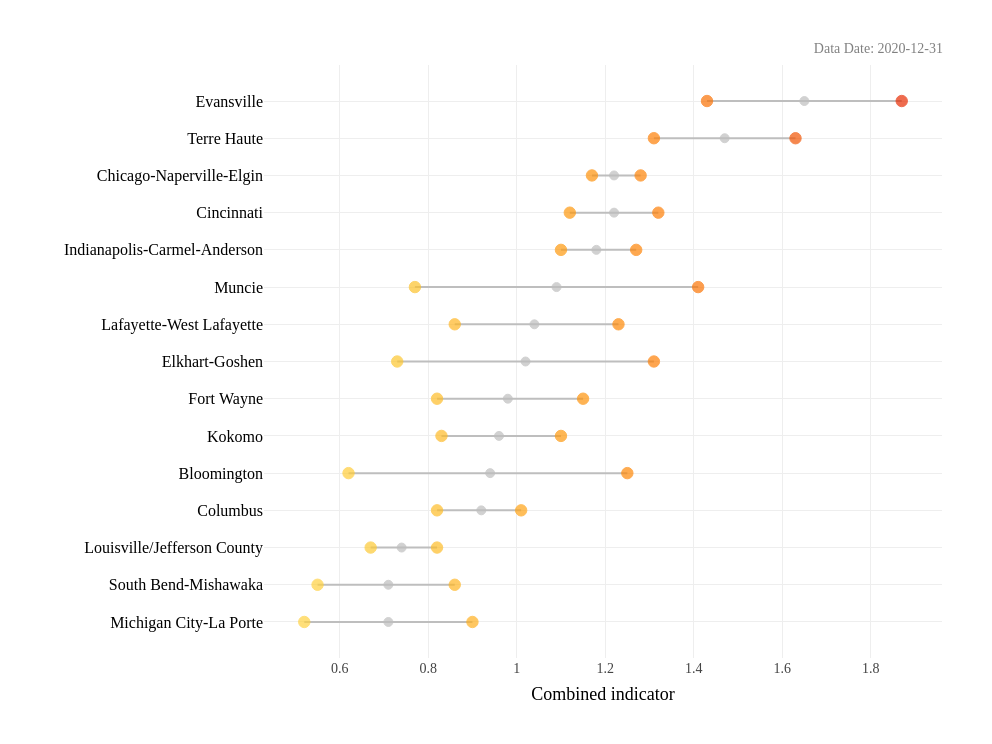 Data Date: 2020-12-31
Evansville
Terre Haute
Chicago-Naperville-Elgin
Cincinnati
Indianapolis-Carmel-Anderson
Muncie
Lafayette-West Lafayette
Elkhart-Goshen
Fort Wayne
Kokomo
Bloomington
Columbus
Louisville/Jefferson County
South Bend-Mishawaka
Michigan City-La Porte
0.6 0.8 1 1.2 1.4 1.6 1.8
Combined indicator